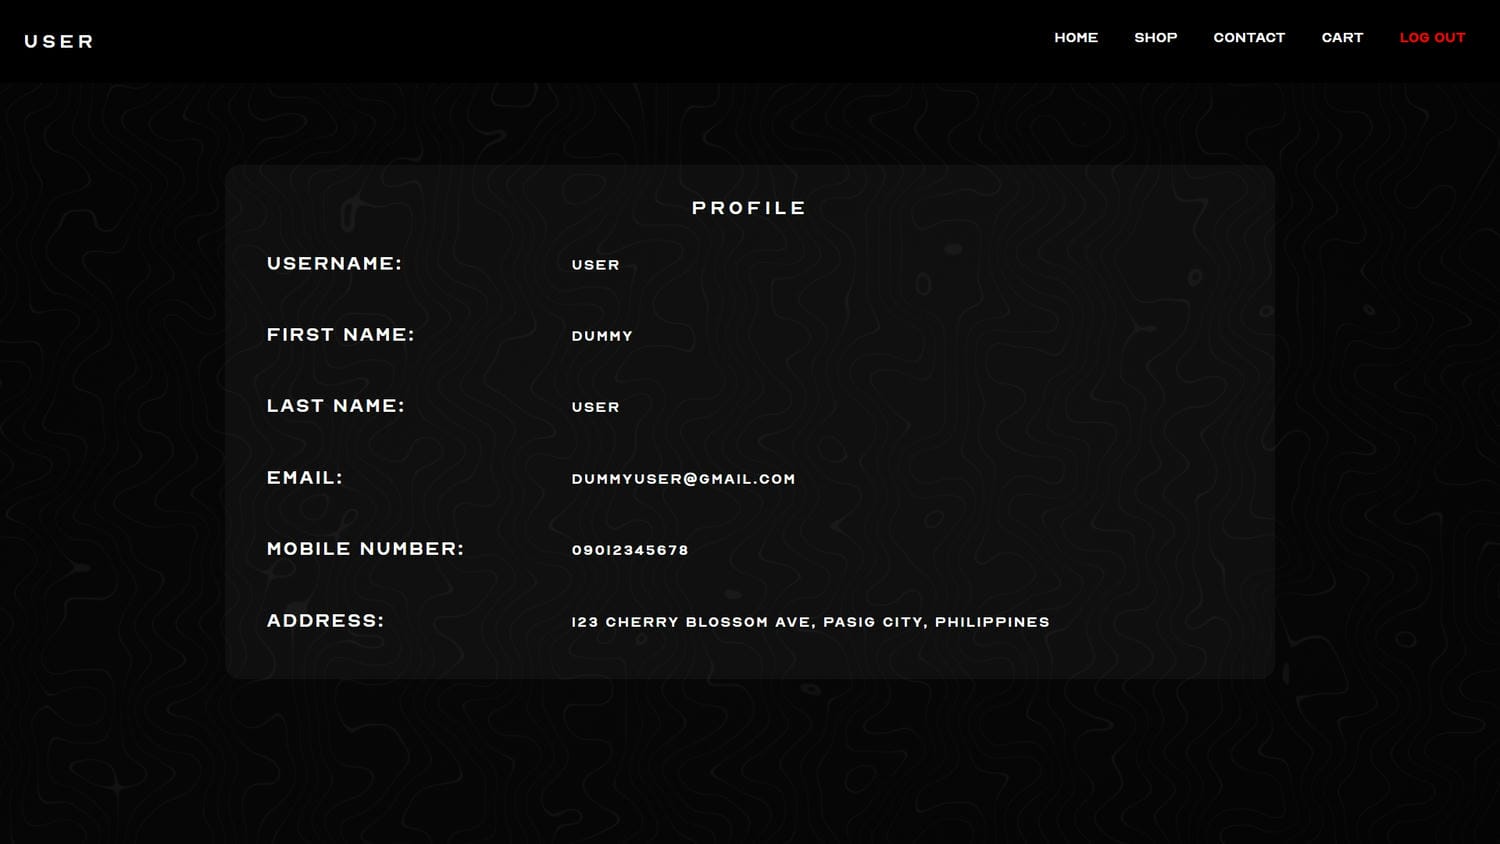 USER
HOME SHOP CONTACT CART LOG OUT
PROFILE
USERNAME: USER
FIRST NAME: DUMMY
LAST NAME: USER
EMAIL: DUMMYUSER@GMAIL.COM
MOBILE NUMBER: 09012345678
ADDRESS: 123 CHERRY BLOSSOM AVE, PASIG CITY, PHILIPPINES